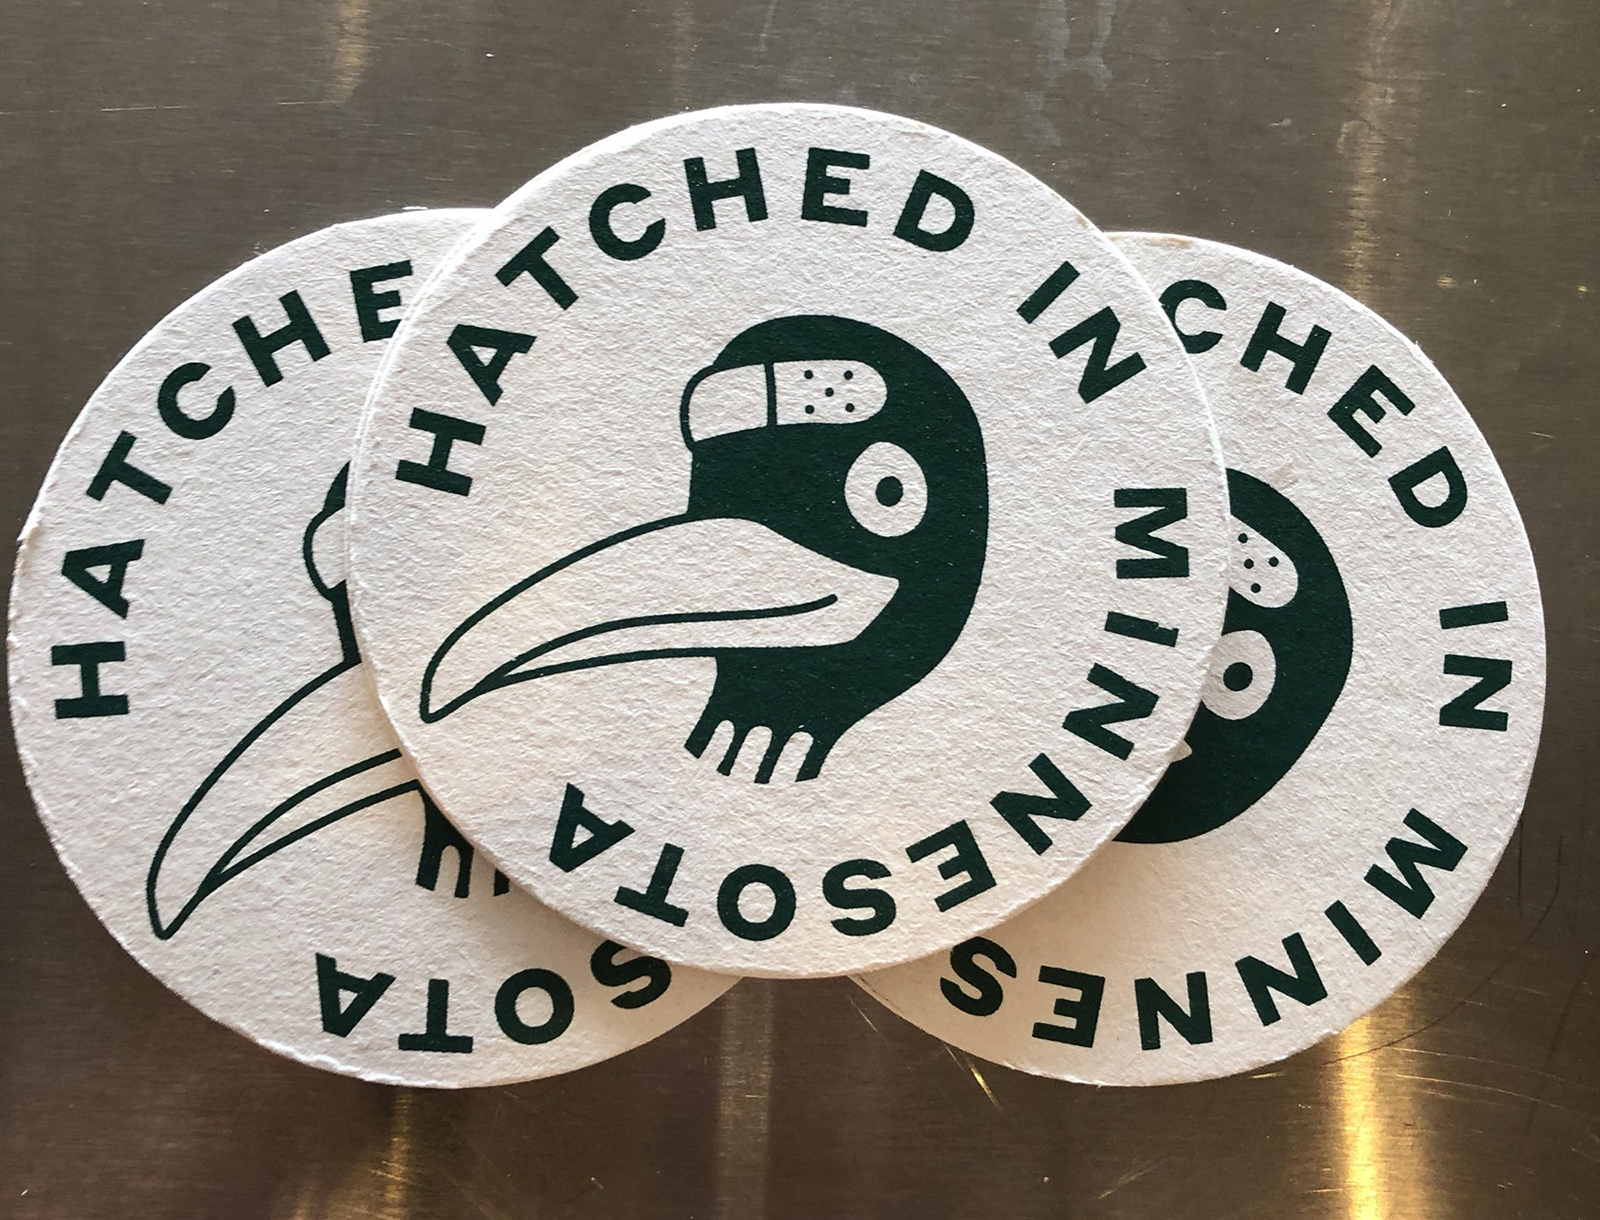 HATCHED IN MINNESOTA
HATCHE
SOTA
CHED IN MINNES